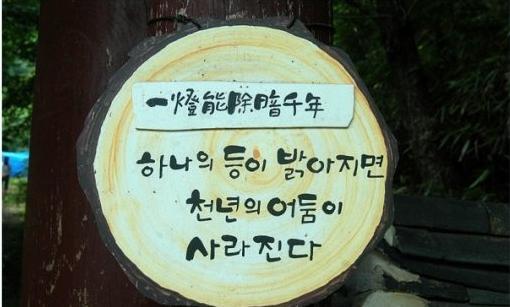 一燈能除暗千年
하나의 등이 밝아지면
천년의 어둠이
사라진다